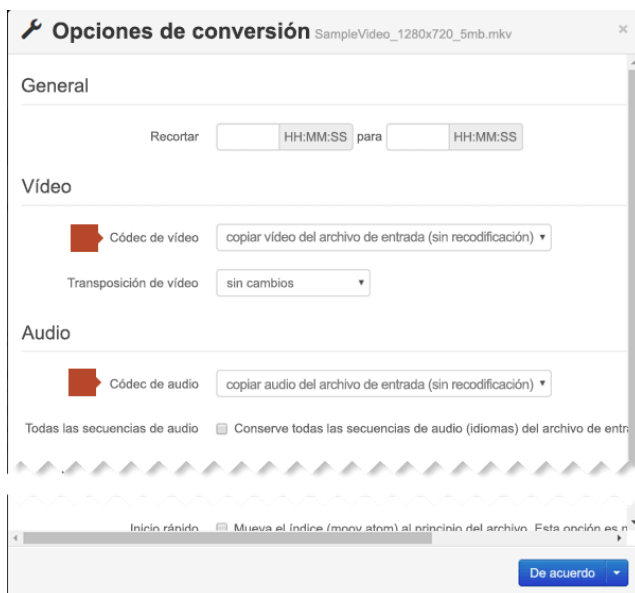 Opciones de conversión SampleVideo_1280x720_5mb.mkv ×
General
Recortar HH:MM:SS para HH:MM:SS
Vídeo
Códec de vídeo copiar vídeo del archivo de entrada (sin recodificación)
Transposición de vídeo sin cambios
Audio
Códec de audio copiar audio del archivo de entrada (sin recodificación)
Todas las secuencias de audio Conserve todas las secuencias de audio (idiomas) del archivo de entra
Inicio rápido Mueva el índice (moov atom) al principio del archivo. Esta opción es n
De acuerdo